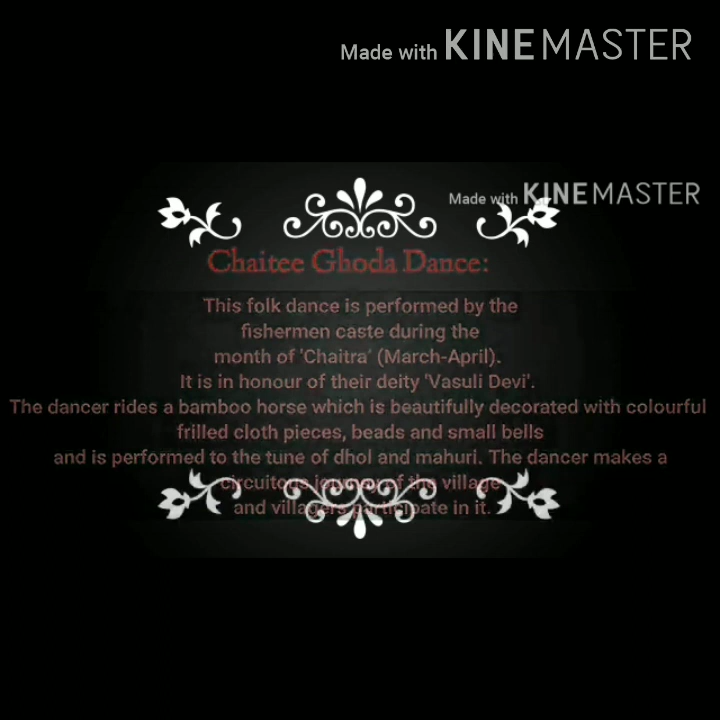 Made with KINEMASTER
Made with KINEMASTER
Chaitee Ghoda Dance:
This folk dance is performed by the
fishermen caste during the
month of 'Chaitra' (March-April).
It is in honour of their deity 'Vasuli Devi'.
The dancer rides a bamboo horse which is beautifully decorated with colourful
frilled cloth pieces, beads and small bells
and is performed to the tune of dhol and mahuri. The dancer makes a
circuitous journey of the village
and villagers participate in it.